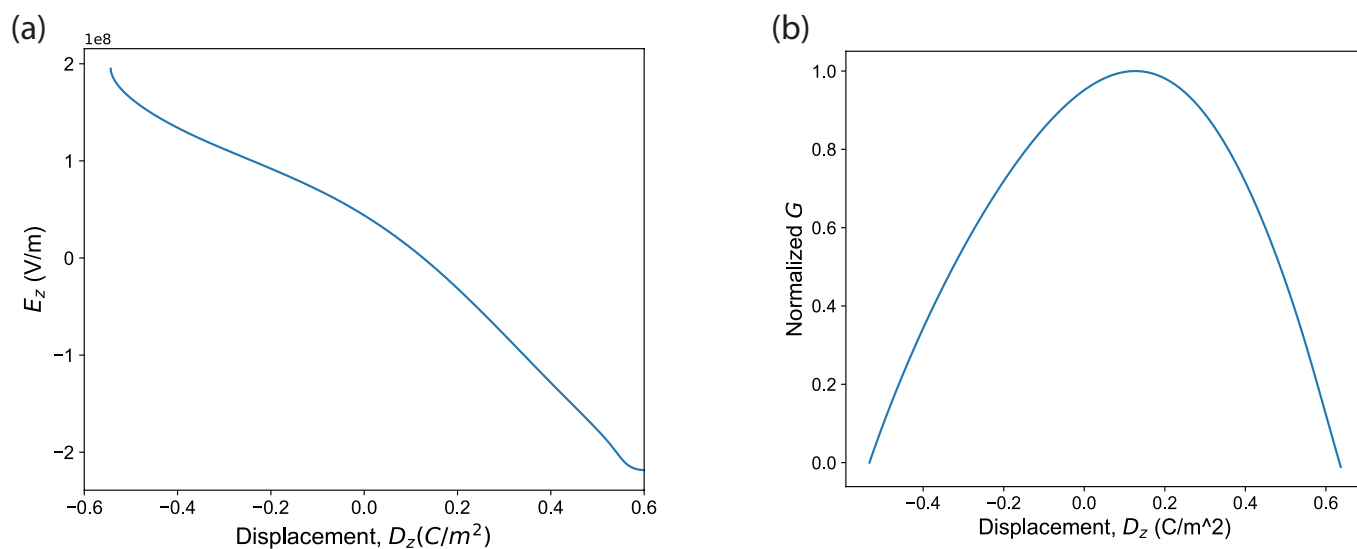 (a)
1e8
2
1
0
−1
−2
E_z (V/m)
−0.6 −0.4 −0.2 0.0 0.2 0.4 0.6
Displacement, D_z(C/m²)
(b)
1.0
0.8
0.6
0.4
0.2
0.0
Normalized G
−0.4 −0.2 0.0 0.2 0.4 0.6
Displacement, D_z (C/m^2)